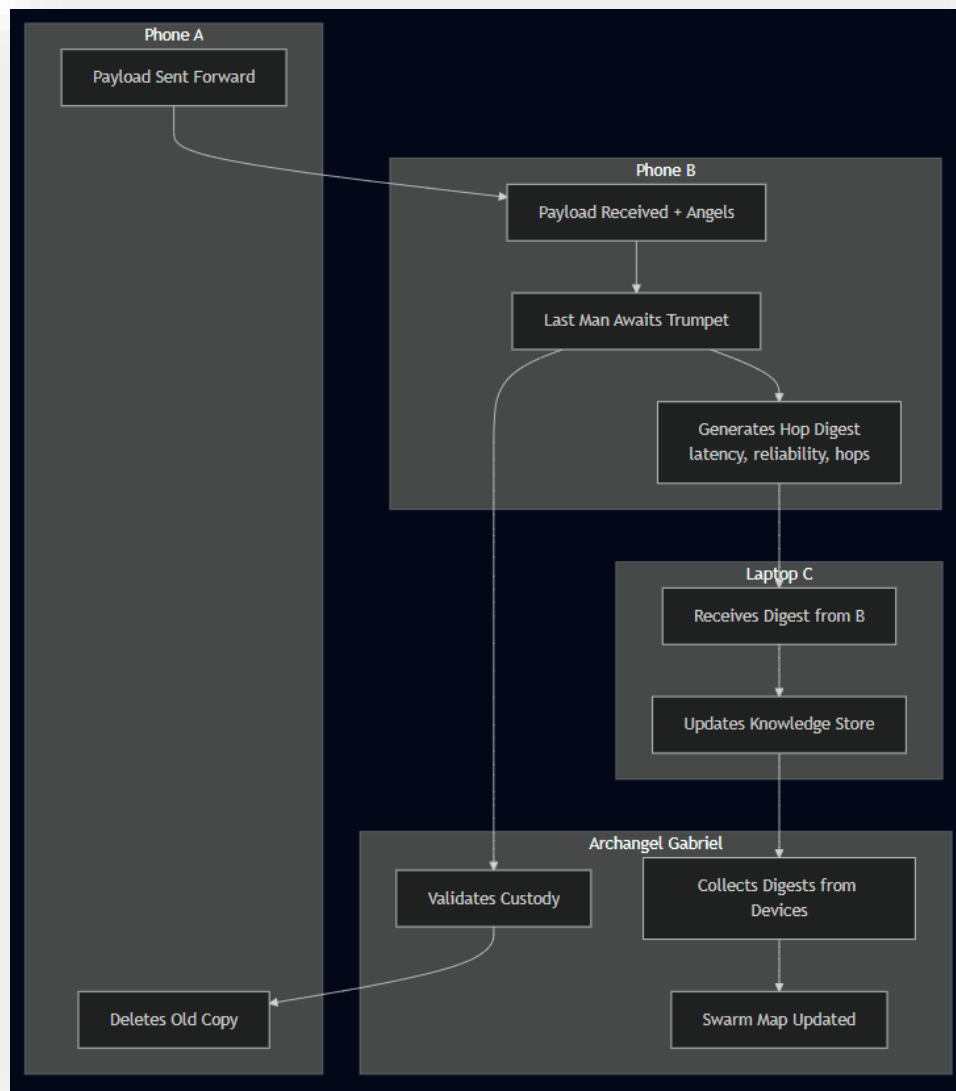 Phone A
Payload Sent Forward
Phone B
Payload Received + Angels
Last Man Awaits Trumpet
Generates Hop Digest
latency, reliability, hops
Laptop C
Receives Digest from B
Updates Knowledge Store
Archangel Gabriel
Validates Custody
Collects Digests from
Devices
Deletes Old Copy
Swarm Map Updated